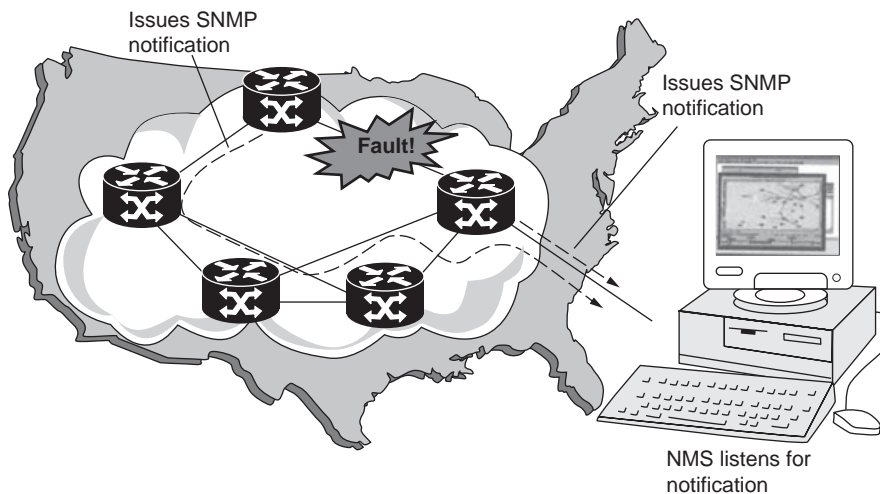 Issues SNMP
notification
Issues SNMP
notification
Fault!
NMS listens for
notification